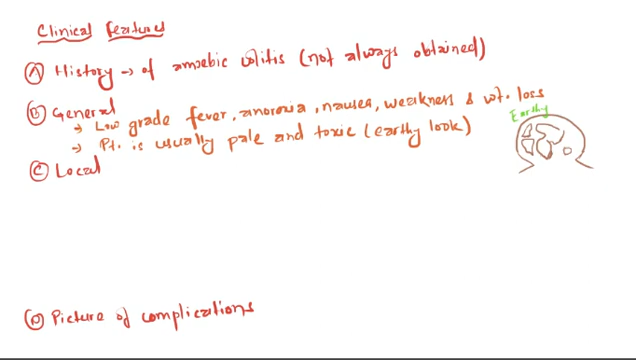 Clinical features
(A) History → of amoebic colitis (not always obtained)
(B) General
→ Low grade fever, anorexia, nausea, weakness & wt. loss
Earthy
→ Pt. is usually pale and toxic (earthy look)
(C) Local
(D) Picture of complications